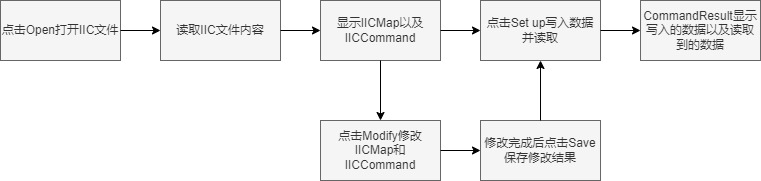 点击Open打开IIC文件
读取IIC文件内容
显示IICMap以及
IICCommand
点击Set up写入数据
并读取
CommandResult显示
写入的数据以及读取
到的数据
点击Modify修改
IICMap和
IICCommand
修改完成后点击Save
保存修改结果